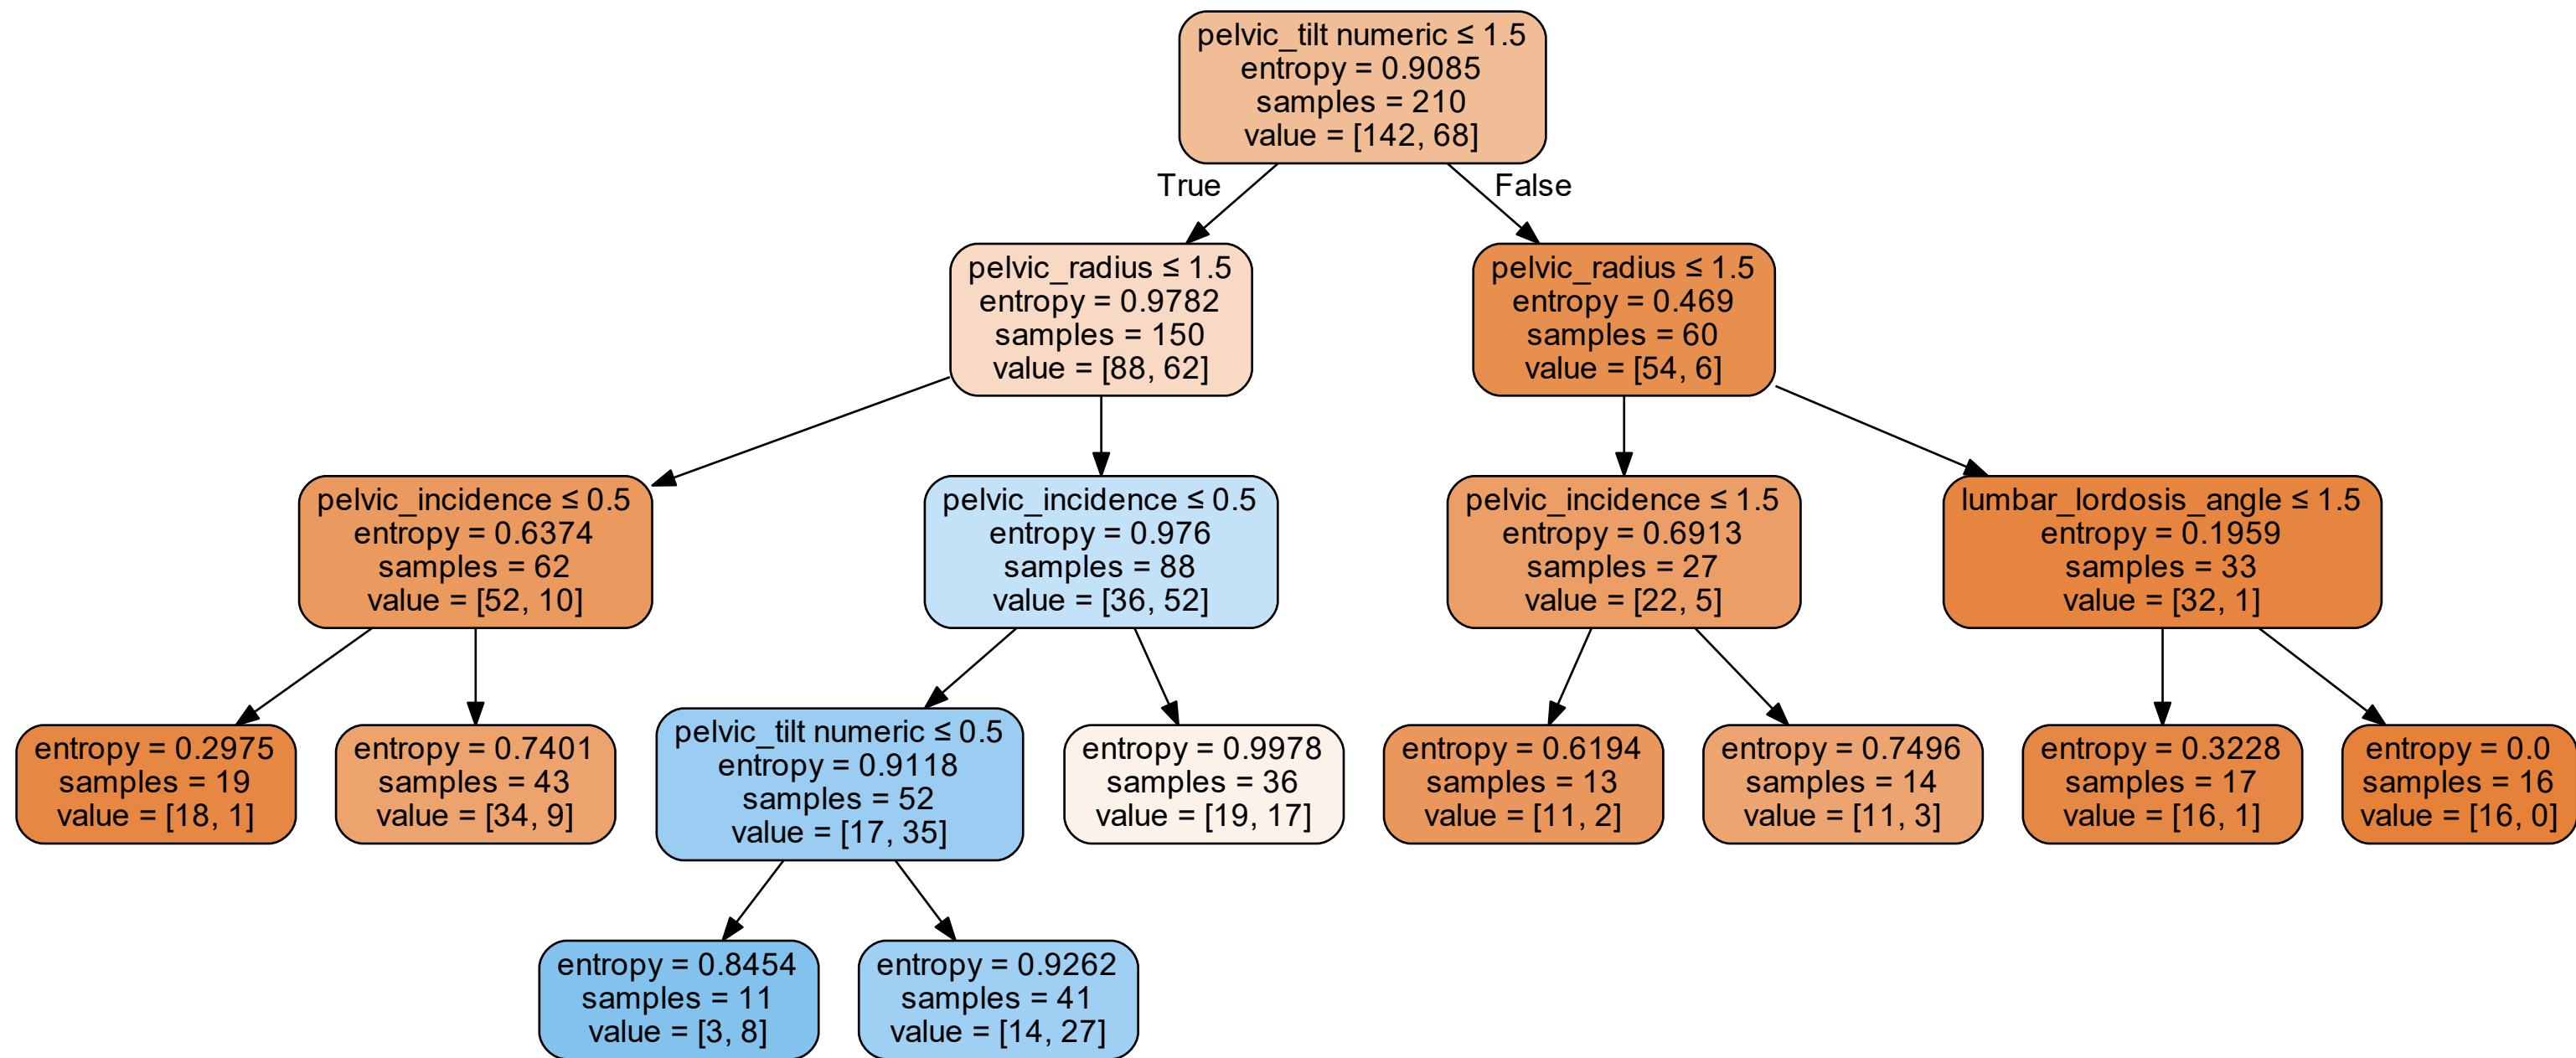 pelvic_tilt numeric ≤ 1.5
entropy = 0.9085
samples = 210
value = [142, 68]
True
False
pelvic_radius ≤ 1.5
entropy = 0.9782
samples = 150
value = [88, 62]
pelvic_radius ≤ 1.5
entropy = 0.469
samples = 60
value = [54, 6]
pelvic_incidence ≤ 0.5
entropy = 0.6374
samples = 62
value = [52, 10]
pelvic_incidence ≤ 0.5
entropy = 0.976
samples = 88
value = [36, 52]
pelvic_incidence ≤ 1.5
entropy = 0.6913
samples = 27
value = [22, 5]
lumbar_lordosis_angle ≤ 1.5
entropy = 0.1959
samples = 33
value = [32, 1]
entropy = 0.2975
samples = 19
value = [18, 1]
entropy = 0.7401
samples = 43
value = [34, 9]
pelvic_tilt numeric ≤ 0.5
entropy = 0.9118
samples = 52
value = [17, 35]
entropy = 0.9978
samples = 36
value = [19, 17]
entropy = 0.6194
samples = 13
value = [11, 2]
entropy = 0.7496
samples = 14
value = [11, 3]
entropy = 0.3228
samples = 17
value = [16, 1]
entropy = 0.0
samples = 16
value = [16, 0]
entropy = 0.8454
samples = 11
value = [3, 8]
entropy = 0.9262
samples = 41
value = [14, 27]